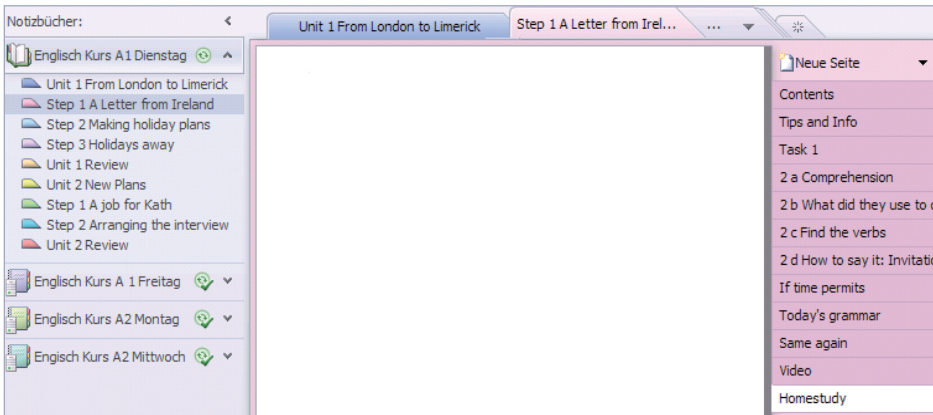 Notizbücher:
Englisch Kurs A1 Dienstag
Unit 1 From London to Limerick
Step 1 A Letter from Ireland
Step 2 Making holiday plans
Step 3 Holidays away
Unit 1 Review
Unit 2 New Plans
Step 1 A job for Kath
Step 2 Arranging the interview
Unit 2 Review
Englisch Kurs A 1 Freitag
Englisch Kurs A2 Montag
Engisch Kurs A2 Mittwoch
Unit 1 From London to Limerick
Step 1 A Letter from Irel...
...
Neue Seite
Contents
Tips and Info
Task 1
2 a Comprehension
2 b What did they use to
2 c Find the verbs
2 d How to say it: Invitati
If time permits
Today's grammar
Same again
Video
Homestudy